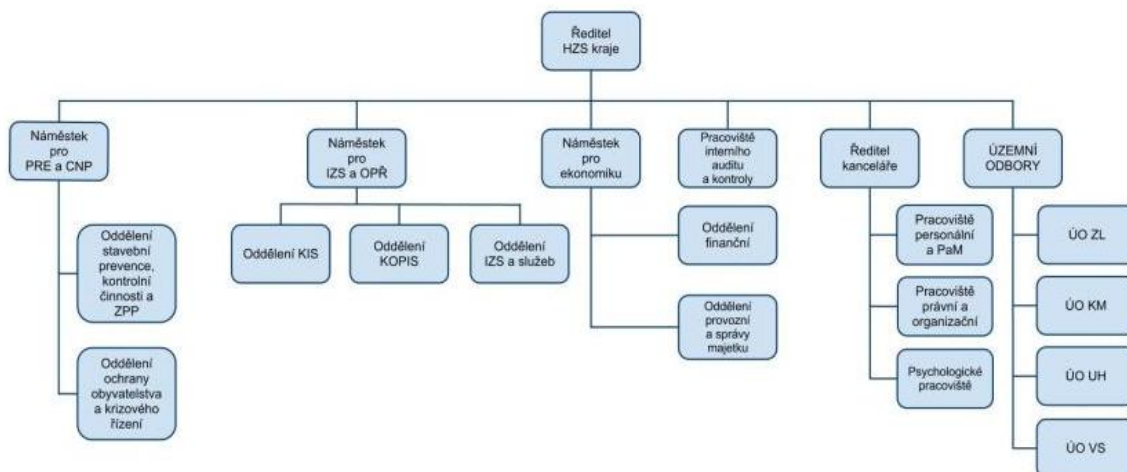 Ředitel
HZS kraje
Náměstek
pro
PRE a CNP
Náměstek
pro
IZS a OPŘ
Náměstek
pro
ekonomiku
Pracoviště
interního
auditu
a kontroly
Ředitel
kanceláře
ÚZEMNÍ
ODBORY
Oddělení
stavební
prevence,
kontrolní
činnosti a
ZPP
Oddělení
ochrany
obyvatelstva
a krizového
řízení
Oddělení KIS
Oddělení
KOPIS
Oddělení
IZS a služeb
Oddělení
finanční
Oddělení
provozní
a správy
majetku
Pracoviště
personální
a PaM
Pracoviště
právní a
organizační
Psychologické
pracoviště
ÚO ZL
ÚO KM
ÚO UH
ÚO VS